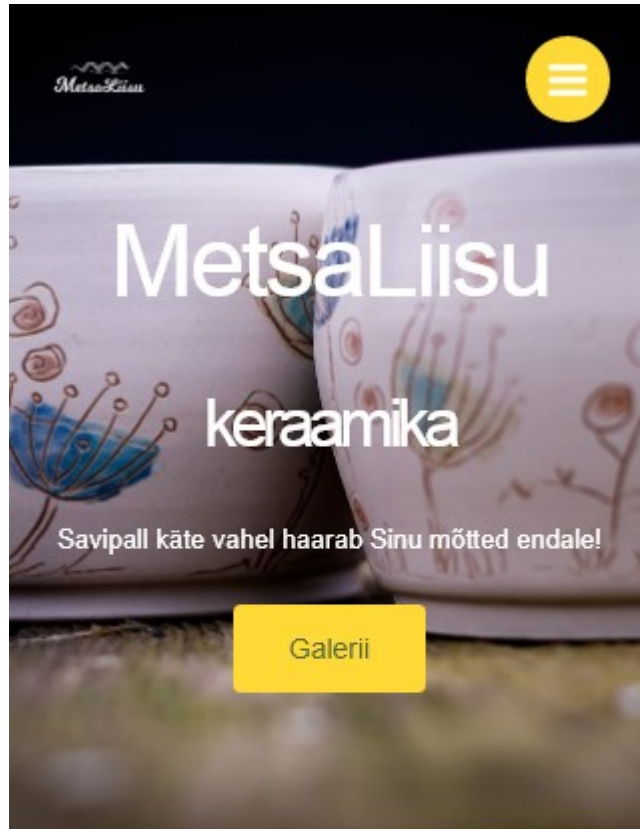 MetsaLiisu
MetsaLiisu
keraamika
Savipall käte vahel haarab Sinu mõtted endale!
Galerii